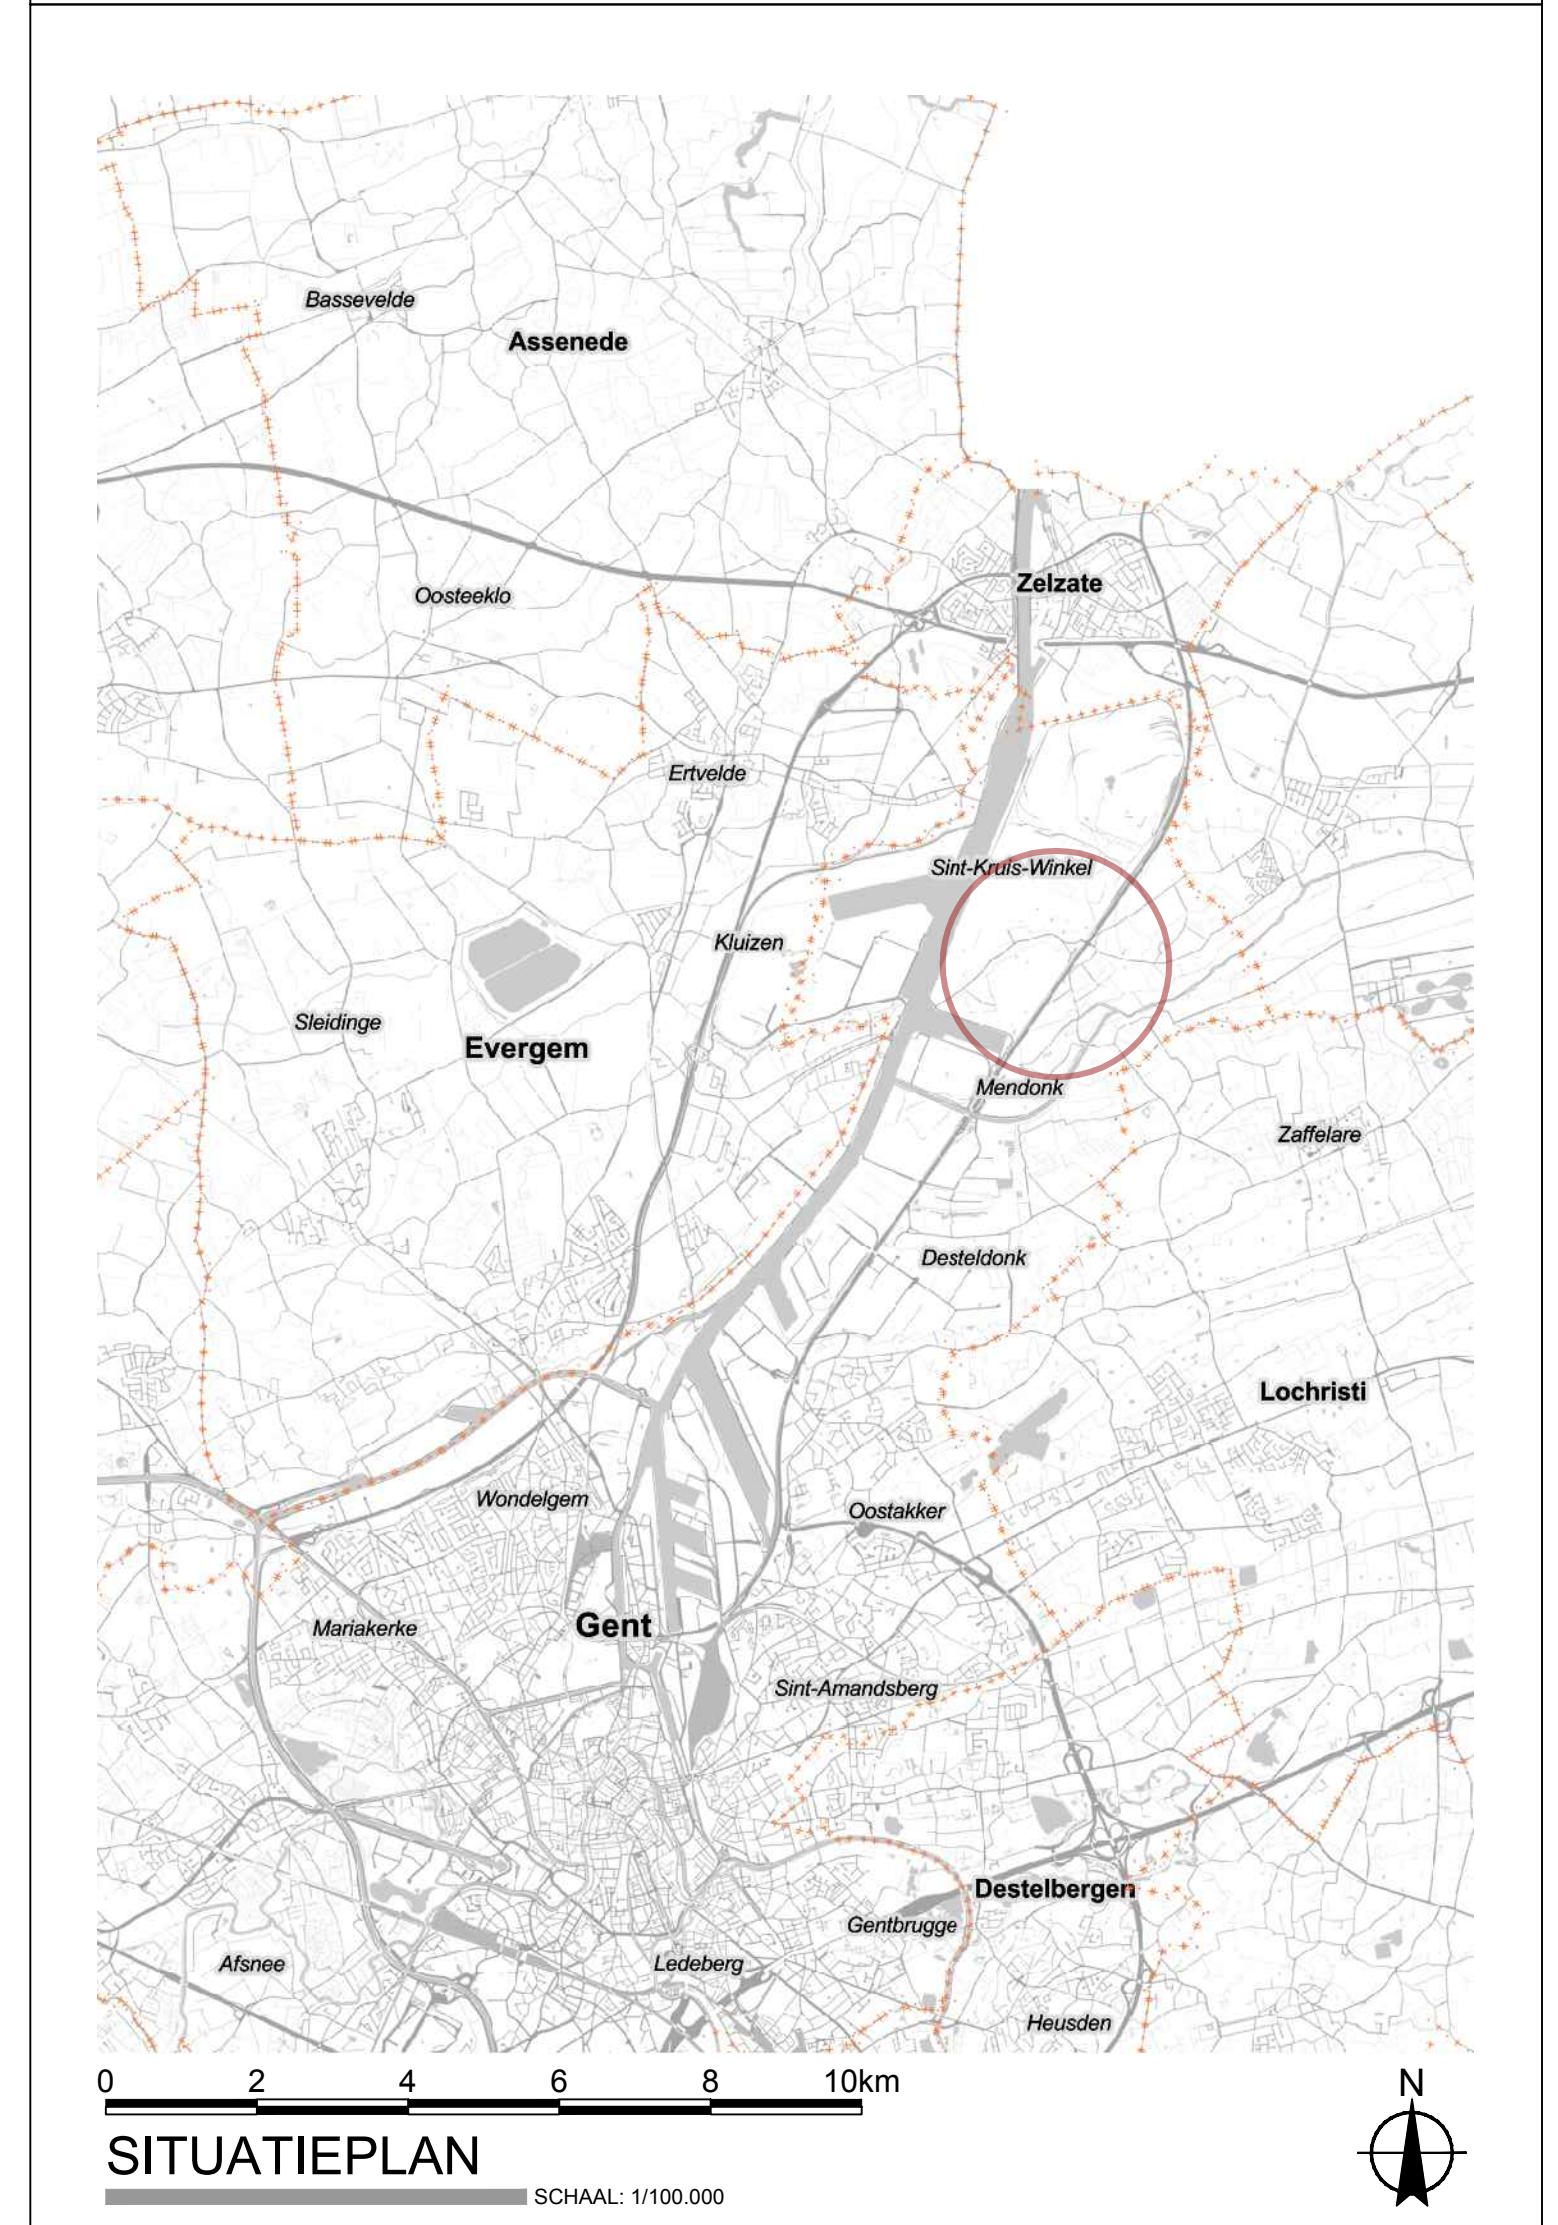 Bassevelde
Assenede
Zelzate
Oosteeklo
Ertvelde
Sint-Kruis-Winkel
Kluizen
Sleidinge
Evergem
Mendonk
Zaffelare
Desteldonk
Lochristi
Wondelgem
Oostakker
Gent
Mariakerke
Sint-Amandsberg
Destelbergen
Gentbrugge
Afsnee
Ledeberg
Heusden
0 2 4 6 8 10km
N
SITUATIEPLAN
SCHAAL: 1/100.000